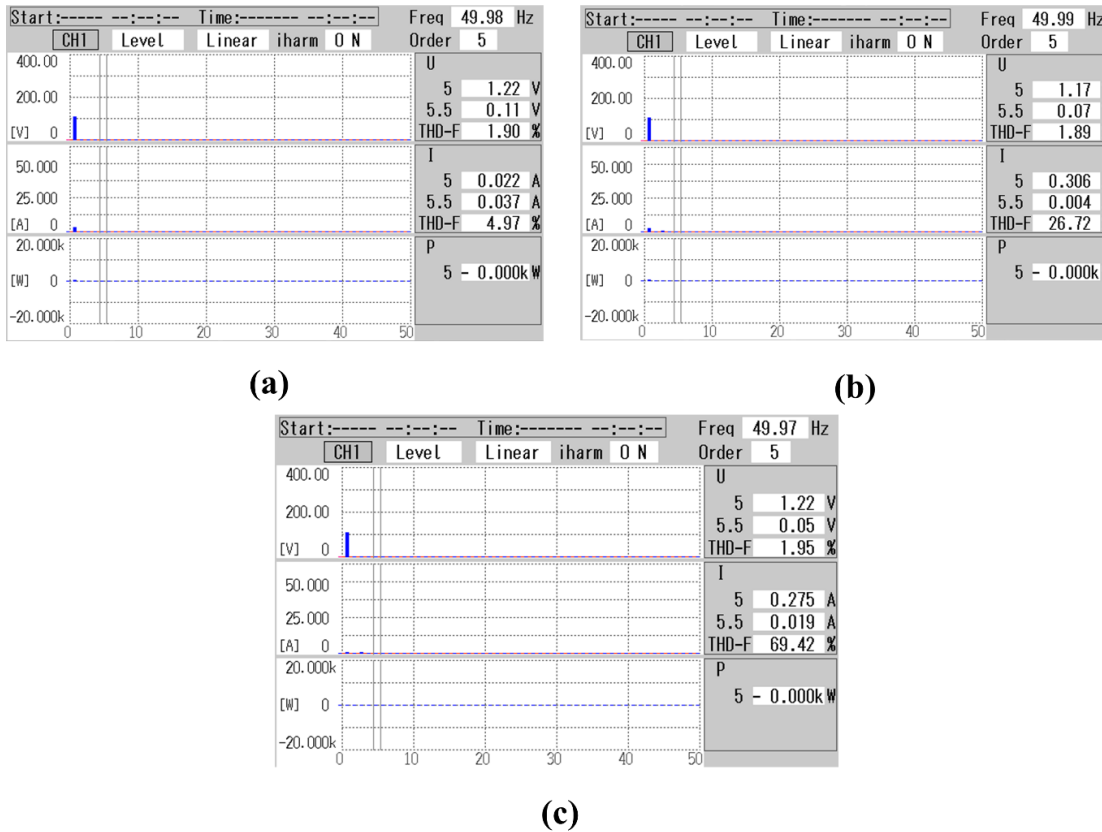 Start:----- --:--:-- Time:------- --:--:-- Freq 49.98 Hz
CH1 Level Linear iharm O N Order 5
400.00
200.00
[V] 0
U
5 1.22 V
5.5 0.11 V
THD-F 1.90 %
50.000
25.000
[A] 0
I
5 0.022 A
5.5 0.037 A
THD-F 4.97 %
20.000k
[W] 0
-20.000k
P
5 - 0.000k W
0 10 20 30 40 50
(a)
Start:----- --:--:-- Time:------- --:--:-- Freq 49.99 Hz
CH1 Level Linear iharm O N Order 5
400.00
200.00
[V] 0
U
5 1.17
5.5 0.07
THD-F 1.89
50.000
25.000
[A] 0
I
5 0.306
5.5 0.004
THD-F 26.72
20.000k
[W] 0
-20.000k
P
5 - 0.000k
0 10 20 30 40 50
(b)
Start:----- --:--:-- Time:------- --:--:-- Freq 49.97 Hz
CH1 Level Linear iharm O N Order 5
400.00
200.00
[V] 0
U
5 1.22 V
5.5 0.05 V
THD-F 1.95 %
50.000
25.000
[A] 0
I
5 0.275 A
5.5 0.019 A
THD-F 69.42 %
20.000k
[W] 0
-20.000k
P
5 - 0.000k W
0 10 20 30 40 50
(c)